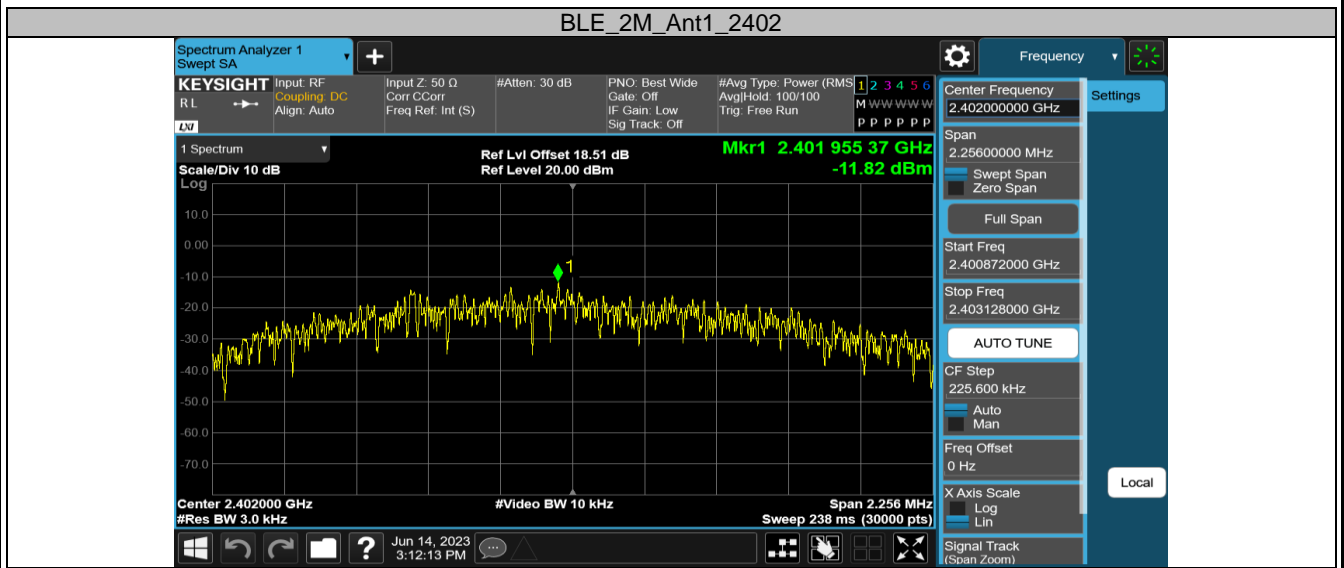 BLE_2M_Ant1_2402
Spectrum Analyzer 1
Swept SA
+
Frequency
KEYSIGHT
R L
LXI
Input: RF
Coupling: DC
Align: Auto
Input Z: 50 Ω
Corr CCorr
Freq Ref: Int (S)
#Atten: 30 dB
PNO: Best Wide
Gate: Off
IF Gain: Low
Sig Track: Off
#Avg Type: Power (RMS
Avg|Hold: 100/100
Trig: Free Run
1 2 3 4 5 6
M W W W W W
P P P P P P
1 Spectrum
Scale/Div 10 dB
Log
Ref Lvl Offset 18.51 dB
Ref Level 20.00 dBm
Mkr1 2.401 955 37 GHz
-11.82 dBm
10.0
0.00
-10.0
-20.0
-30.0
-40.0
-50.0
-60.0
-70.0
1
Center 2.402000 GHz
#Res BW 3.0 kHz
#Video BW 10 kHz
Span 2.256 MHz
Sweep 238 ms (30000 pts)
?
Jun 14, 2023
3:12:13 PM
Center Frequency
2.402000000 GHz
Settings
Span
2.25600000 MHz
Swept Span
Zero Span
Full Span
Start Freq
2.400872000 GHz
Stop Freq
2.403128000 GHz
AUTO TUNE
CF Step
225.600 kHz
Auto
Man
Freq Offset
0 Hz
X Axis Scale
Log
Lin
Local
Signal Track
(Span Zoom)